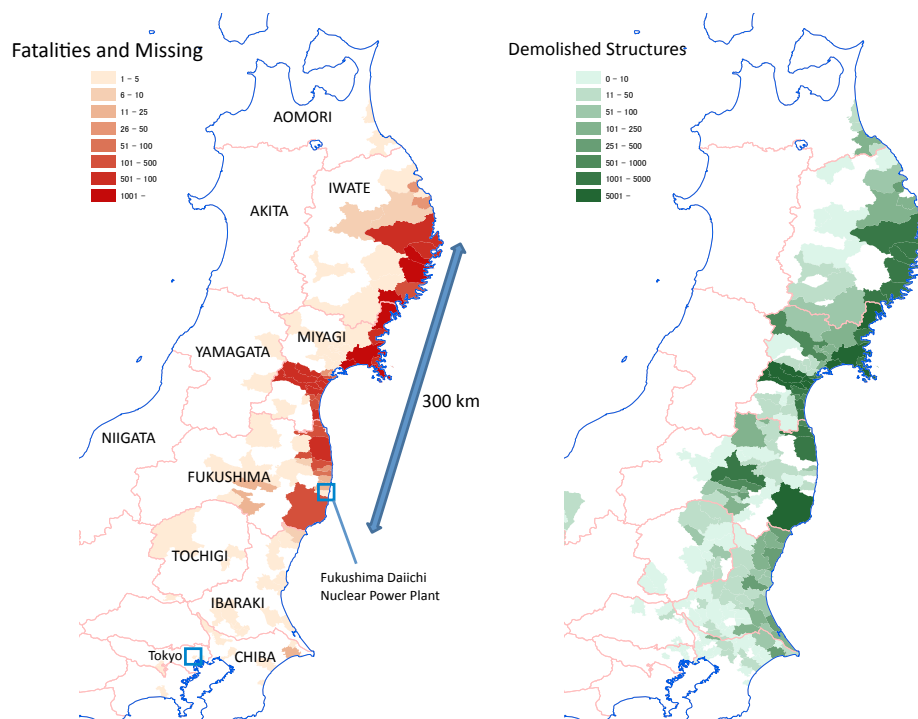 Fatalities and Missing
1 – 5
6 – 10
11 – 25
26 – 50
51 – 100
101 – 500
501 – 100
1001 –
AOMORI
IWATE
AKITA
MIYAGI
YAMAGATA
300 km
NIIGATA
FUKUSHIMA
TOCHIGI
Fukushima Daiichi
Nuclear Power Plant
IBARAKI
Tokyo
CHIBA
Demolished Structures
0 – 10
11 – 50
51 – 100
101 – 250
251 – 500
501 – 1000
1001 – 5000
5001 –